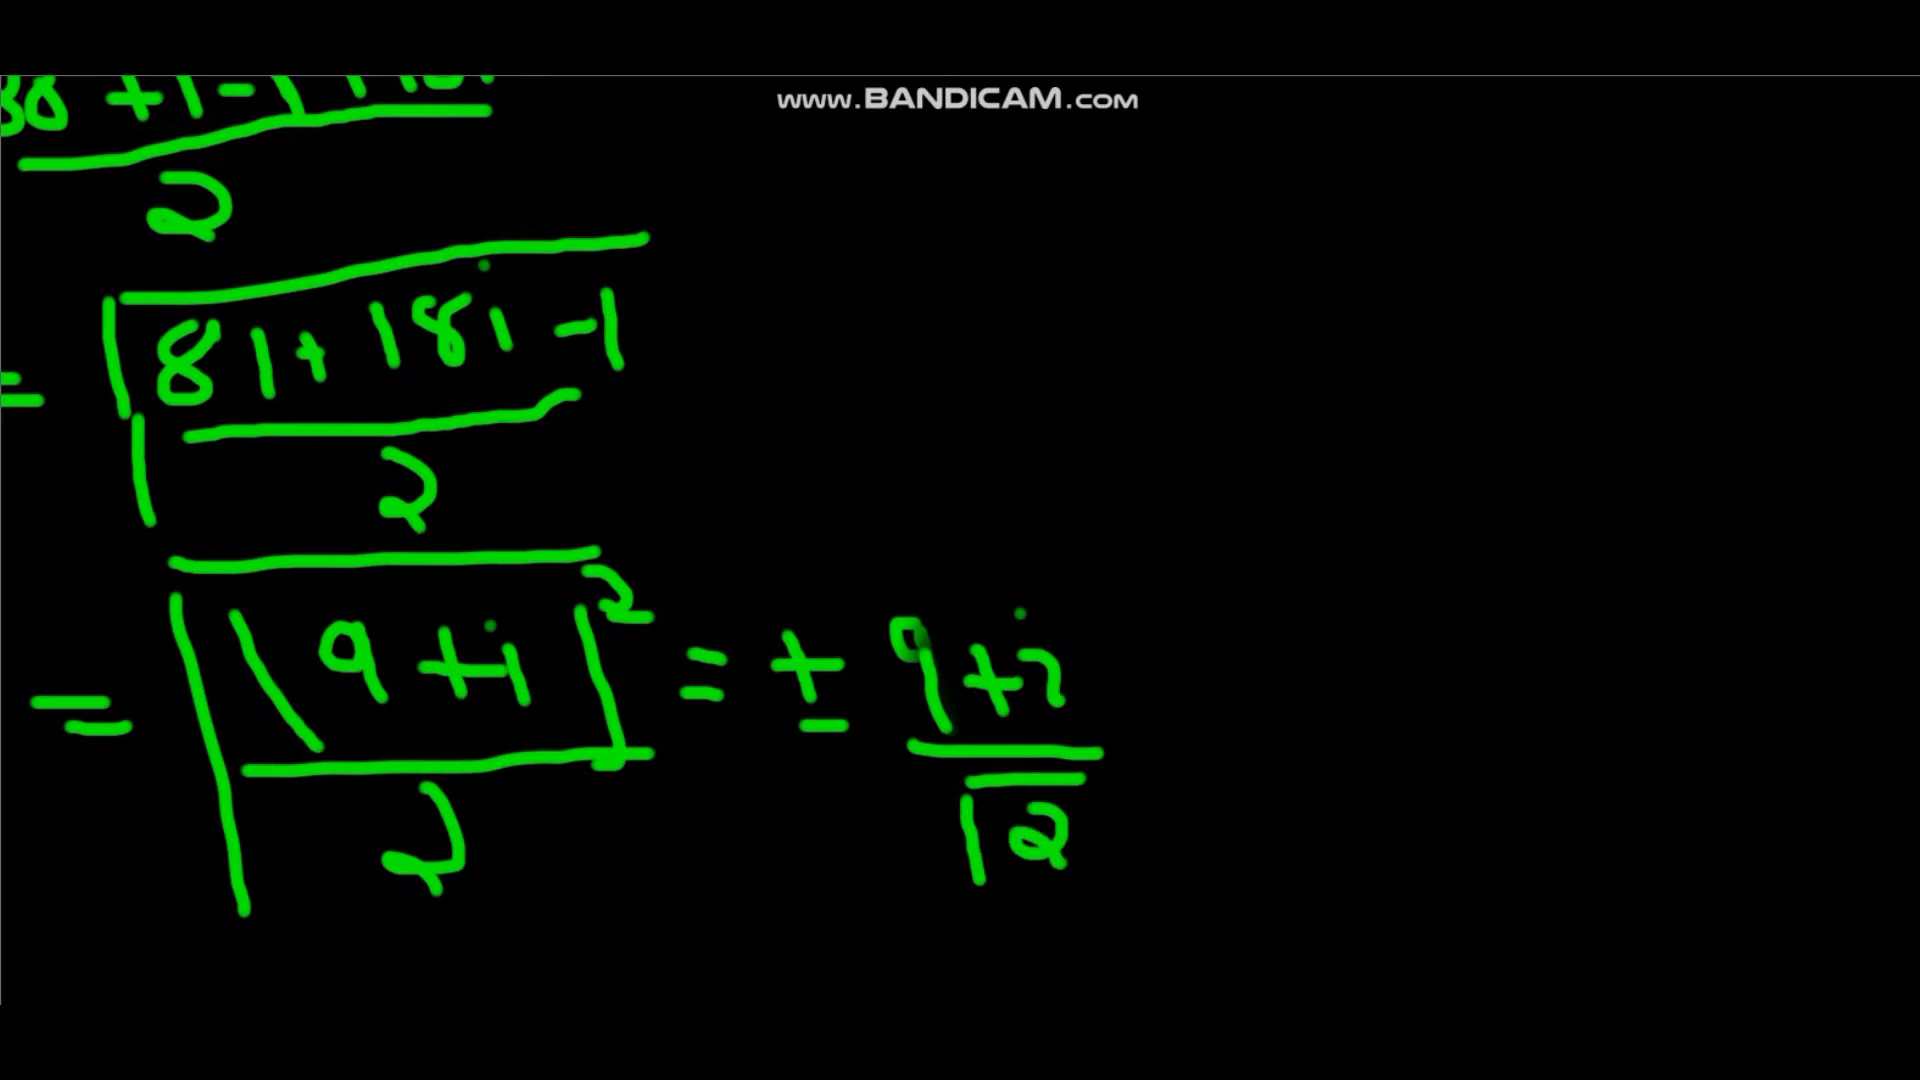 www.BANDICAM.com
2
= √81+18i-1
2
= √(9+i)²
2
= ± 9+i
√2